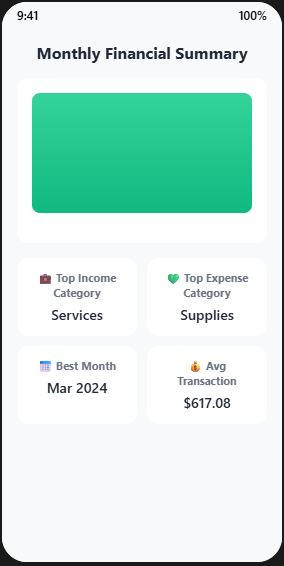 9:41 100%
Monthly Financial Summary
💼 Top Income
Category
Services
💚 Top Expense
Category
Supplies
📅 Best Month
Mar 2024
💰 Avg
Transaction
$617.08